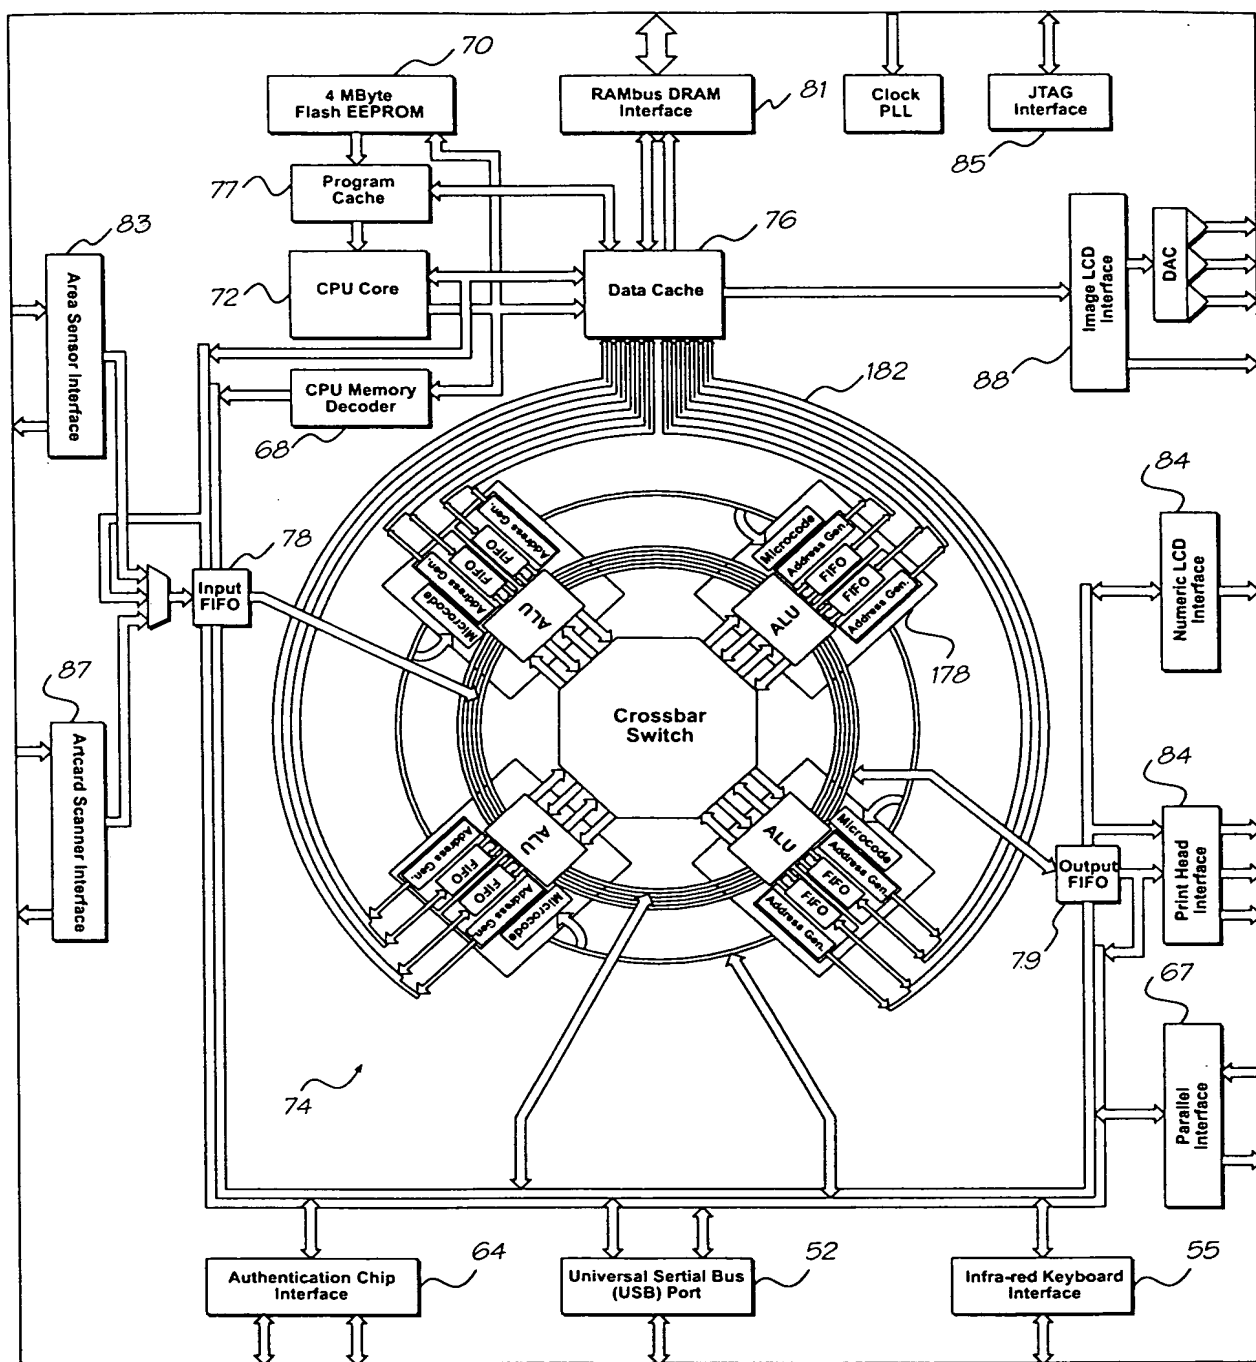 70
4 MByte
Flash EEPROM
RAMbus DRAM
Interface
81
Clock
PLL
JTAG
Interface
85
77
Program
Cache
76
83
Area Sensor Interface
72
CPU Core
Data Cache
Image LCD
Interface
88
DAC
CPU Memory
Decoder
68
182
78
Input
FIFO
Address Gen.
FIFO
FIFO
Address Gen.
Microcode
ALU
Microcode
Address Gen.
FIFO
FIFO
Address Gen.
ALU
178
84
Numeric LCD
Interface
87
Artcard Scanner Interface
Crossbar
Switch
ALU
Address Gen.
FIFO
FIFO
Address Gen.
Microcode
ALU
Microcode
Address Gen.
FIFO
FIFO
Address Gen.
Output
FIFO
79
84
Print Head
Interface
67
Parallel
Interface
74
Authentication Chip
Interface
64
Universal Sertial Bus
(USB) Port
52
Infra-red Keyboard
Interface
55